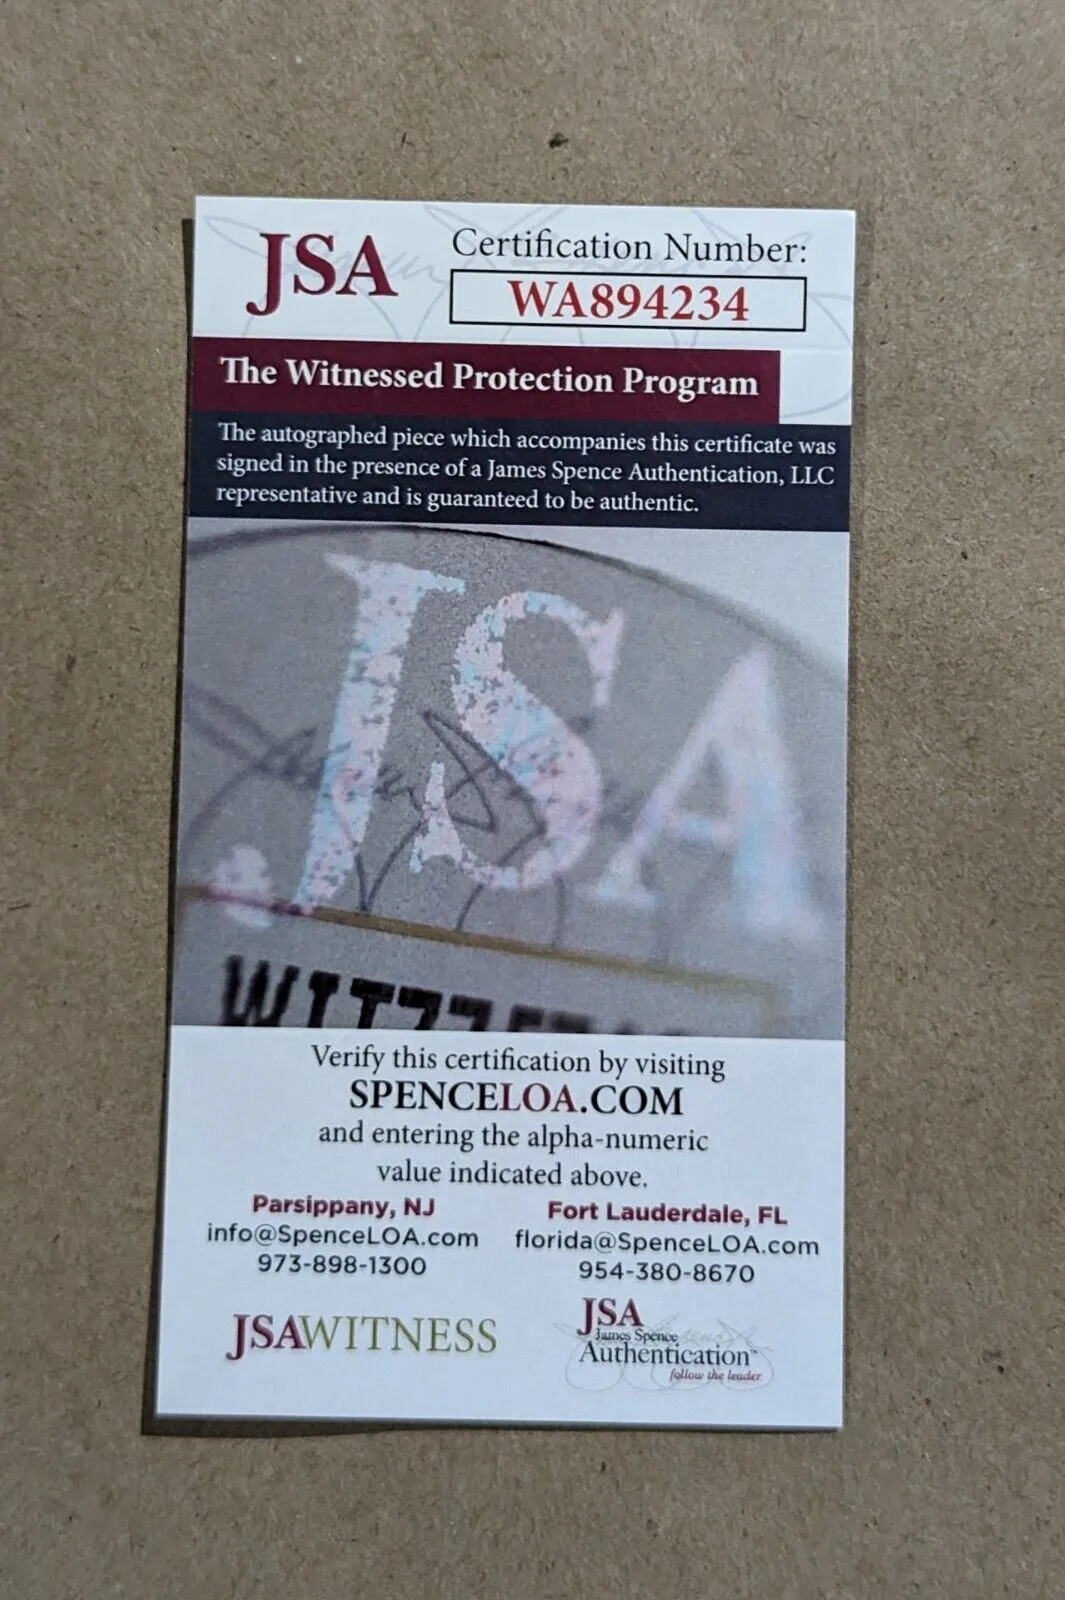 JSA
Certification Number:
WA894234
The Witnessed Protection Program
The autographed piece which accompanies this certificate was
signed in the presence of a James Spence Authentication, LLC
representative and is guaranteed to be authentic.
JSA
Verify this certification by visiting
SPENCELOA.COM
and entering the alpha-numeric
value indicated above.
Parsippany, NJ
info@SpenceLOA.com
973-898-1300
Fort Lauderdale, FL
florida@SpenceLOA.com
954-380-8670
JSAWITNESS
JSA
James Spence
Authentication™
follow the leader